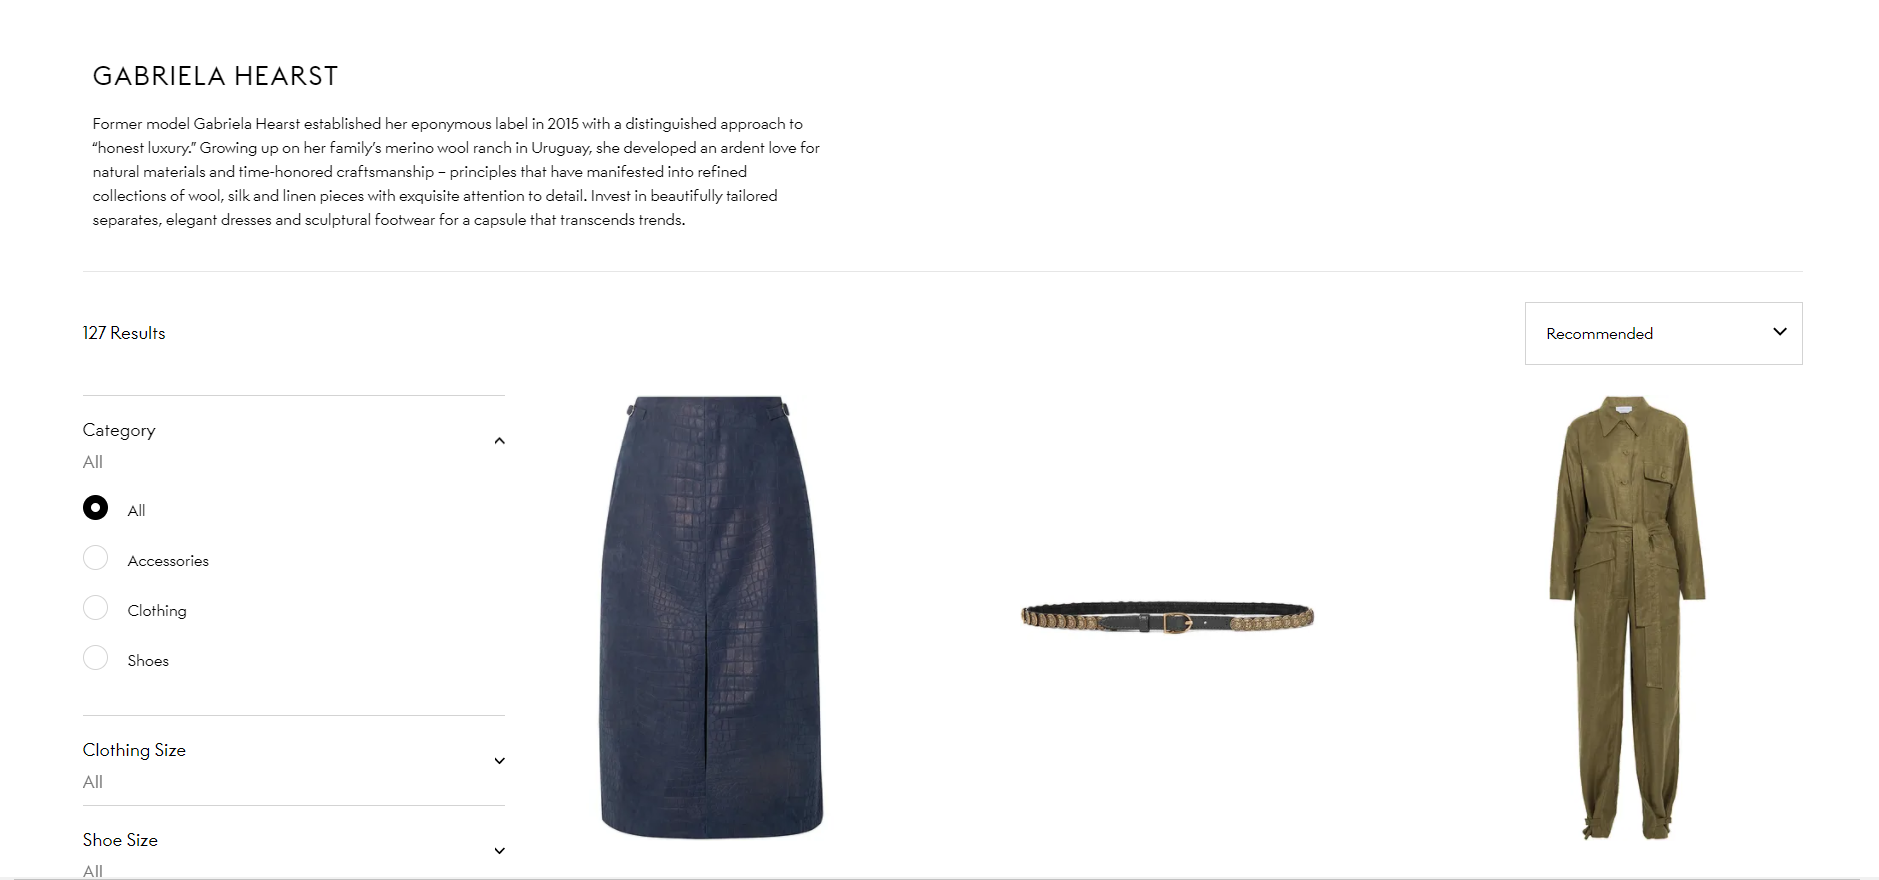 GABRIELA HEARST
Former model Gabriela Hearst established her eponymous label in 2015 with a distinguished approach to
“honest luxury.” Growing up on her family’s merino wool ranch in Uruguay, she developed an ardent love for
natural materials and time-honored craftsmanship – principles that have manifested into refined
collections of wool, silk and linen pieces with exquisite attention to detail. Invest in beautifully tailored
separates, elegant dresses and sculptural footwear for a capsule that transcends trends.
127 Results
Recommended
Category
All
All
Accessories
Clothing
Shoes
Clothing Size
All
Shoe Size
All